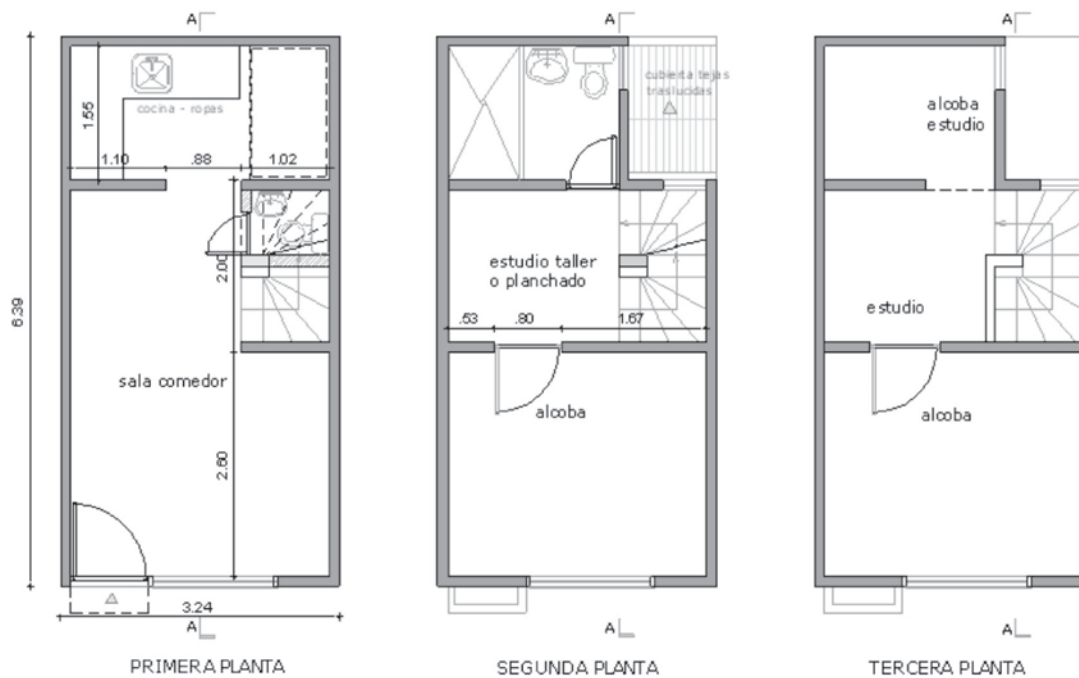 A
A
A
cocina - ropas
1.55
1.10
.88
1.02
2.00
6.39
sala comedor
2.60
3.24
A
PRIMERA PLANTA
cubierta tejas
traslucidas
estudio taller
o planchado
.53
.80
1.67
alcoba
A
SEGUNDA PLANTA
alcoba
estudio
estudio
alcoba
A
TERCERA PLANTA